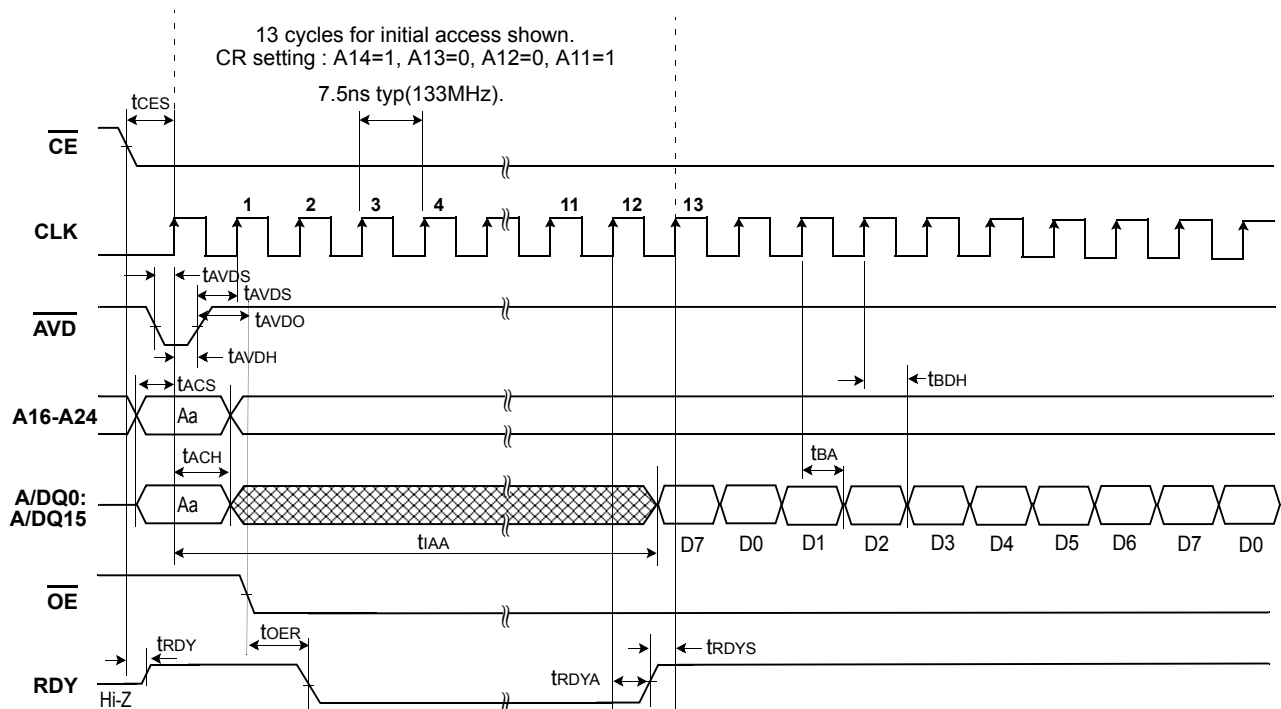 13 cycles for initial access shown.
CR setting : A14=1, A13=0, A12=0, A11=1
7.5ns typ(133MHz).
tCES
CE
1 2 3 4 11 12 13
CLK
tAVDS
tAVDS
AVD
tAVDO
tAVDH
tACS
tBDH
A16-A24
Aa
tACH
tBA
A/DQ0:
A/DQ15
Aa
tIAA
D7 D0 D1 D2 D3 D4 D5 D6 D7 D0
OE
tOER
tRDY
tRDYS
tRDYA
RDY
Hi-Z